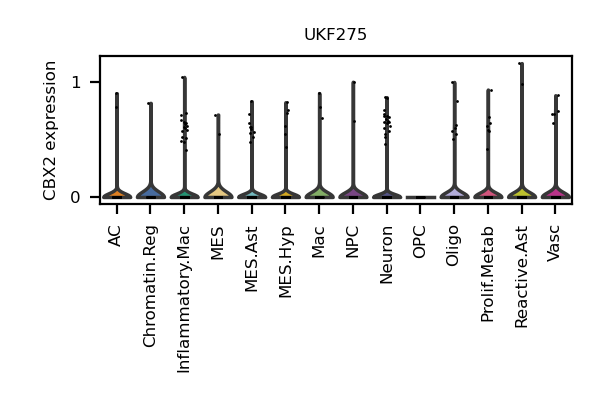 UKF275
CBX2 expression
1
0
AC
Chromatin.Reg
Inflammatory.Mac
MES
MES.Ast
MES.Hyp
Mac
NPC
Neuron
OPC
Oligo
Prolif.Metab
Reactive.Ast
Vasc